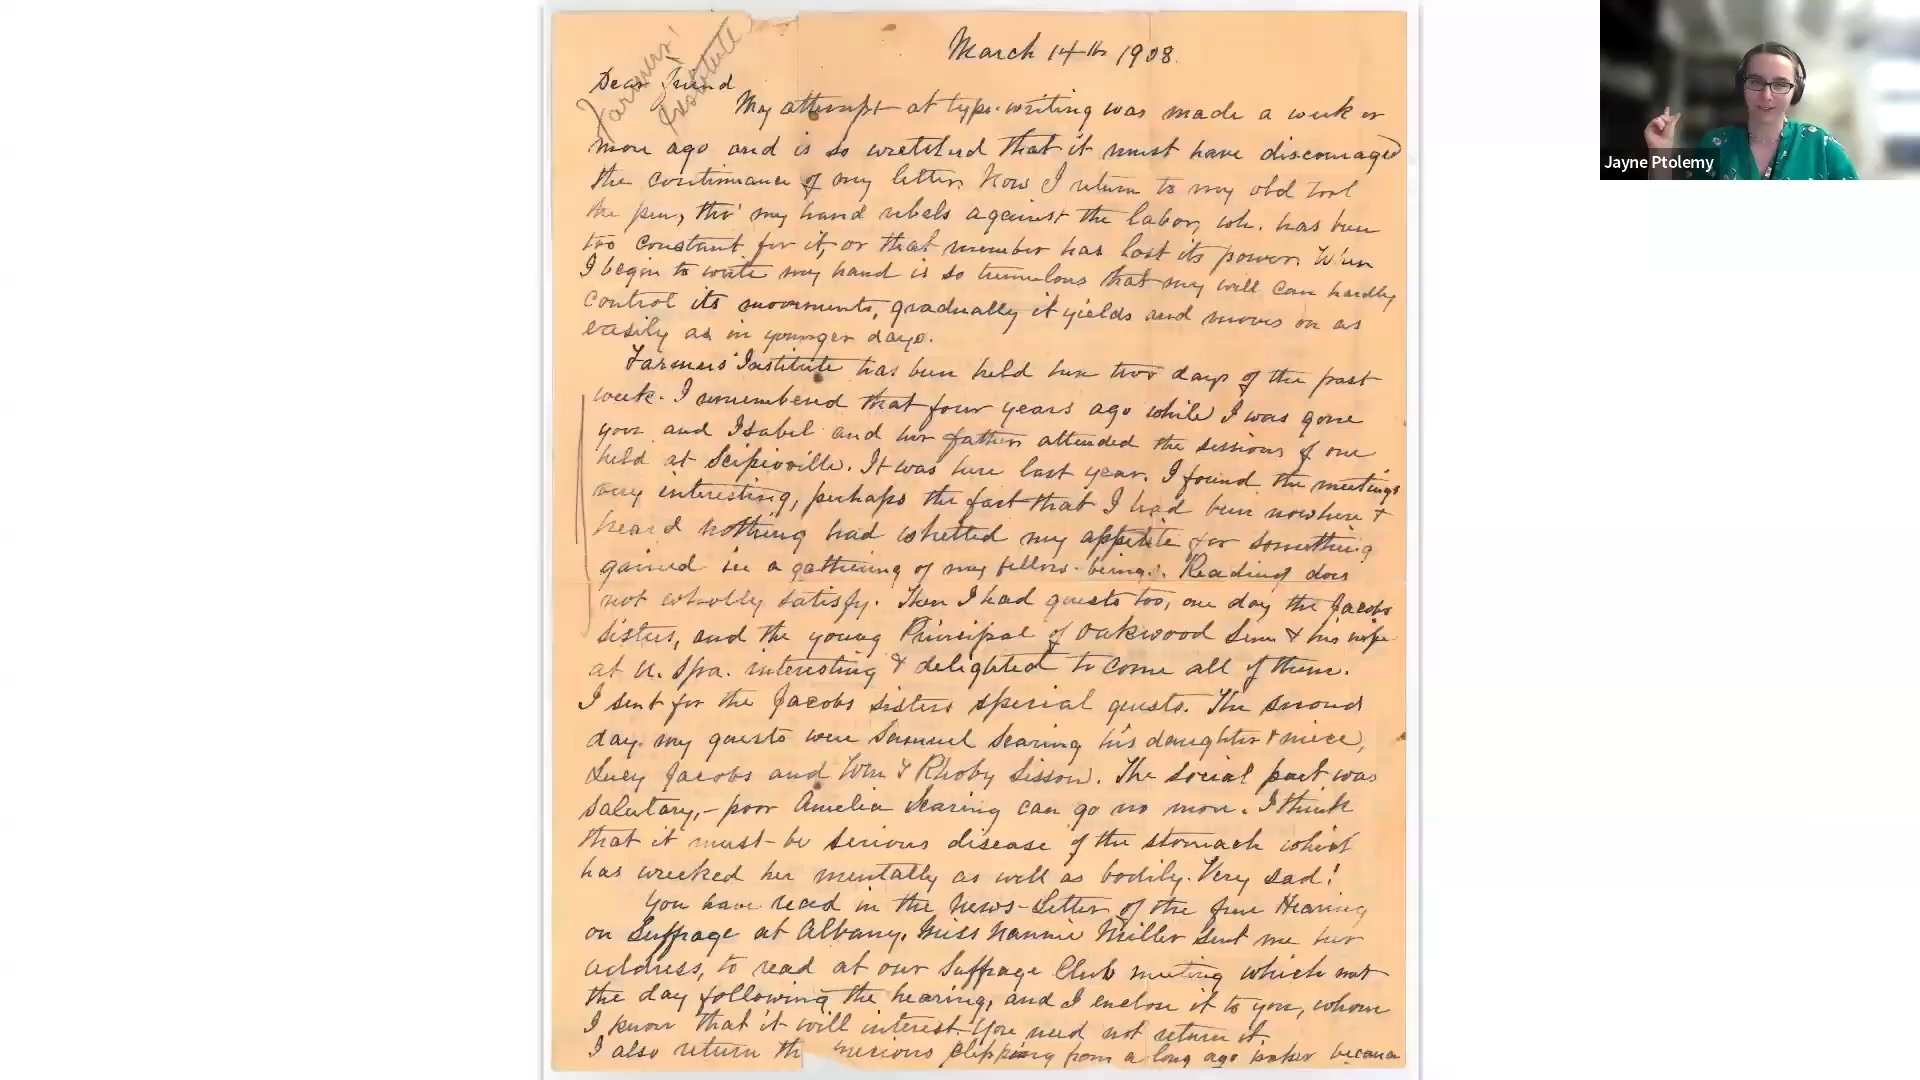 Farmers'
Institute
March 14th 1908.
Dear friend
My attempt at type-writing was made a week or
more ago and is so wretched that it must have discouraged
the continuance of my letter. Now I return to my old tool
the pen, tho' my hand rebels against the labor, wh. has been
too constant for it, or that member has lost its power. When
I begin to write my hand is so tremulous that my will can hardly
control its movements, gradually it yields and moves on as
easily as in younger days.
Farmers' Institute has been held here two days of the past
week. I remembered that four years ago while I was gone
you and Isabel and her father attended the sessions of one
held at Scipioville. It was here last year. I found the meetings
very interesting, perhaps the fact that I had been nowhere &
heard nothing had whetted my appetite for something
gained in a gathering of my fellow-beings. Reading does
not wholly satisfy. Then I had guests too, one day the Jacobs
sisters, and the young Principal of Oakwood Sem & his wife
at U. Spa. interesting & delighted to come all of them.
I sent for the Jacobs sisters special guests. The second
day my guests were Samuel Searing his daughter & niece,
Lucy Jacobs and Wm & Rhoby Sisson. The social part was
salutary,- poor Amelia Searing can go no more. I think
that it must be serious disease of the stomach which
has wrecked her mentally as well as bodily. Very sad!
You have read in the News-Letter of the fine Hearing
on Suffrage at Albany. Miss Nannie Miller sent me her
address, to read at our Suffrage Club meeting which met
the day following the hearing, and I enclose it to you, whom
I know that it will interest. You need not return it.
I also return th clipping from a long ago paper because
Jayne Ptolemy